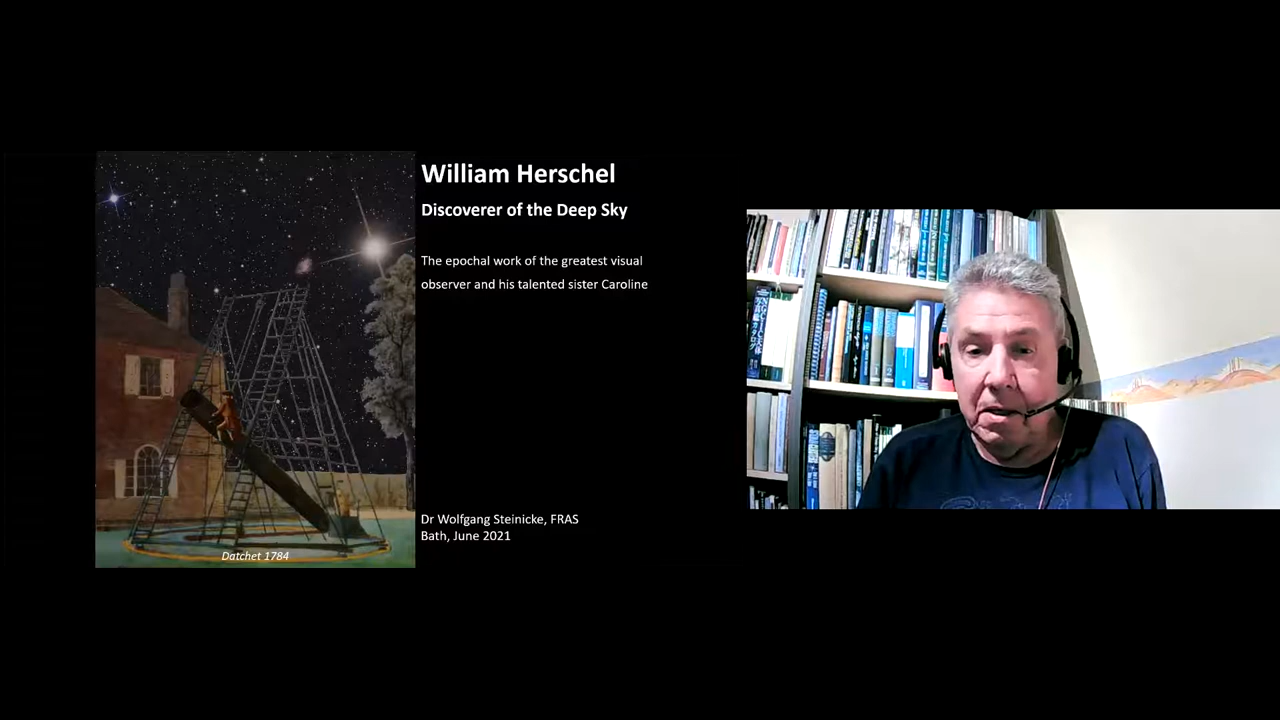 William Herschel
Discoverer of the Deep Sky
The epochal work of the greatest visual
observer and his talented sister Caroline
Dr Wolfgang Steinicke, FRAS
Bath, June 2021
Datchet 1784